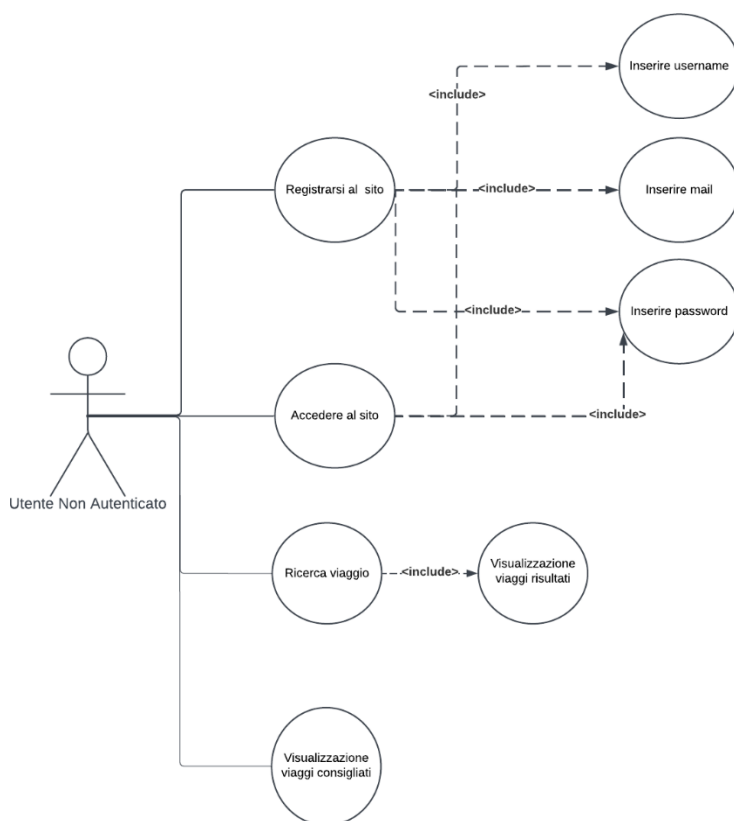 Inserire username
<include>
Registrarsi al sito
<include>
Inserire mail
<include>
Inserire password
Accedere al sito
<include>
Utente Non Autenticato
Ricerca viaggio
<include>
Visualizzazione
viaggi risultati
Visualizzazione
viaggi consigliati